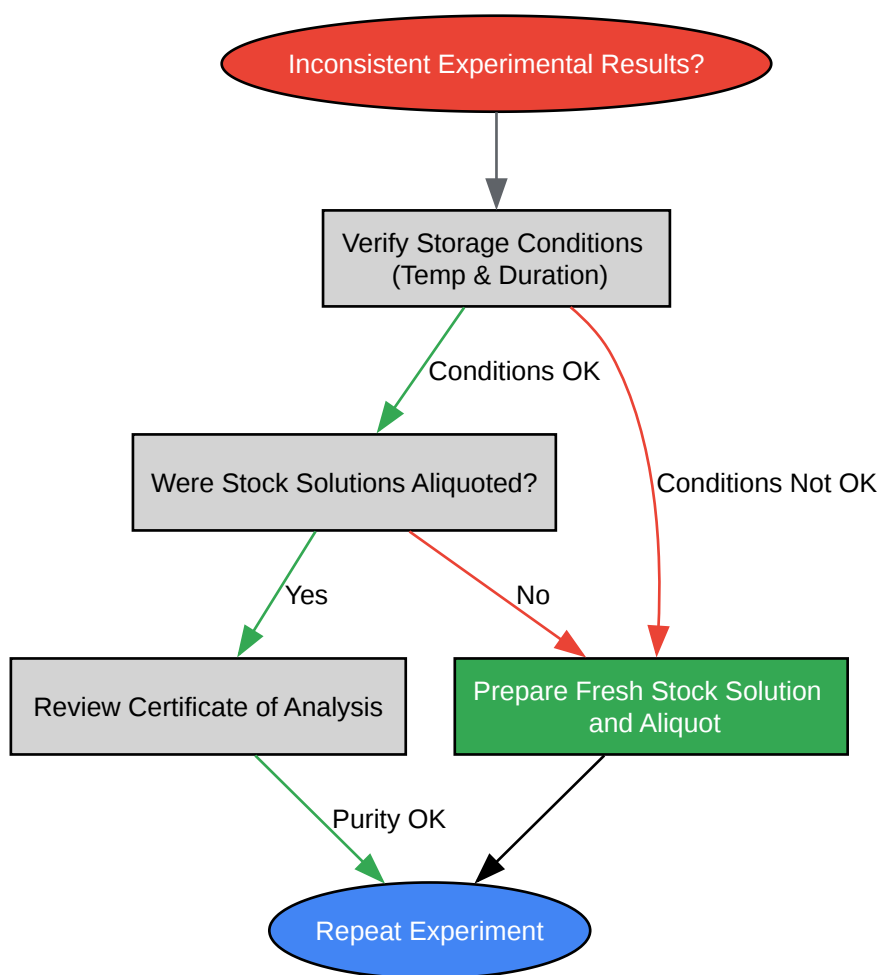 Inconsistent Experimental Results?
Verify Storage Conditions
(Temp & Duration)
Conditions OK
Were Stock Solutions Aliquoted?
Conditions Not OK
Yes
No
Review Certificate of Analysis
Prepare Fresh Stock Solution
and Aliquot
Purity OK
Repeat Experiment